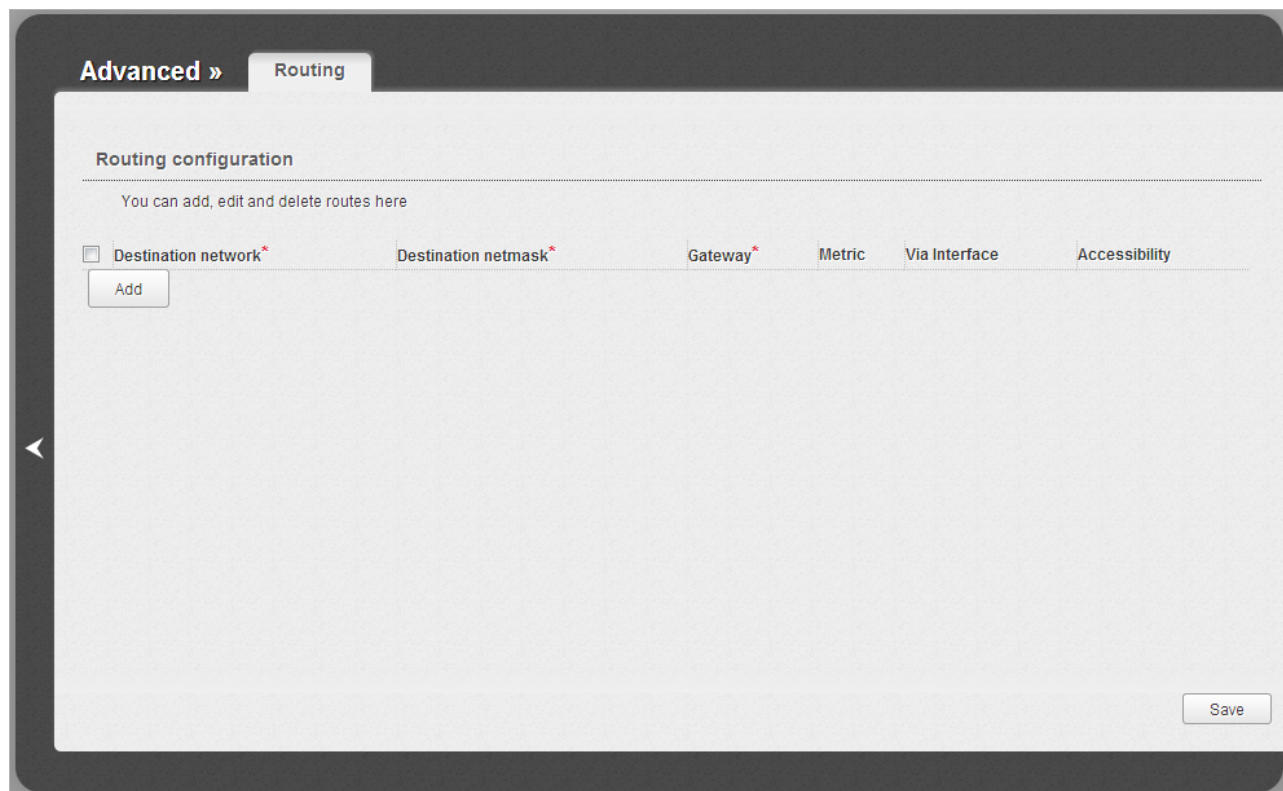 Advanced » Routing
Routing configuration
You can add, edit and delete routes here
Destination network* Destination netmask* Gateway* Metric Via Interface Accessibility
Add
Save